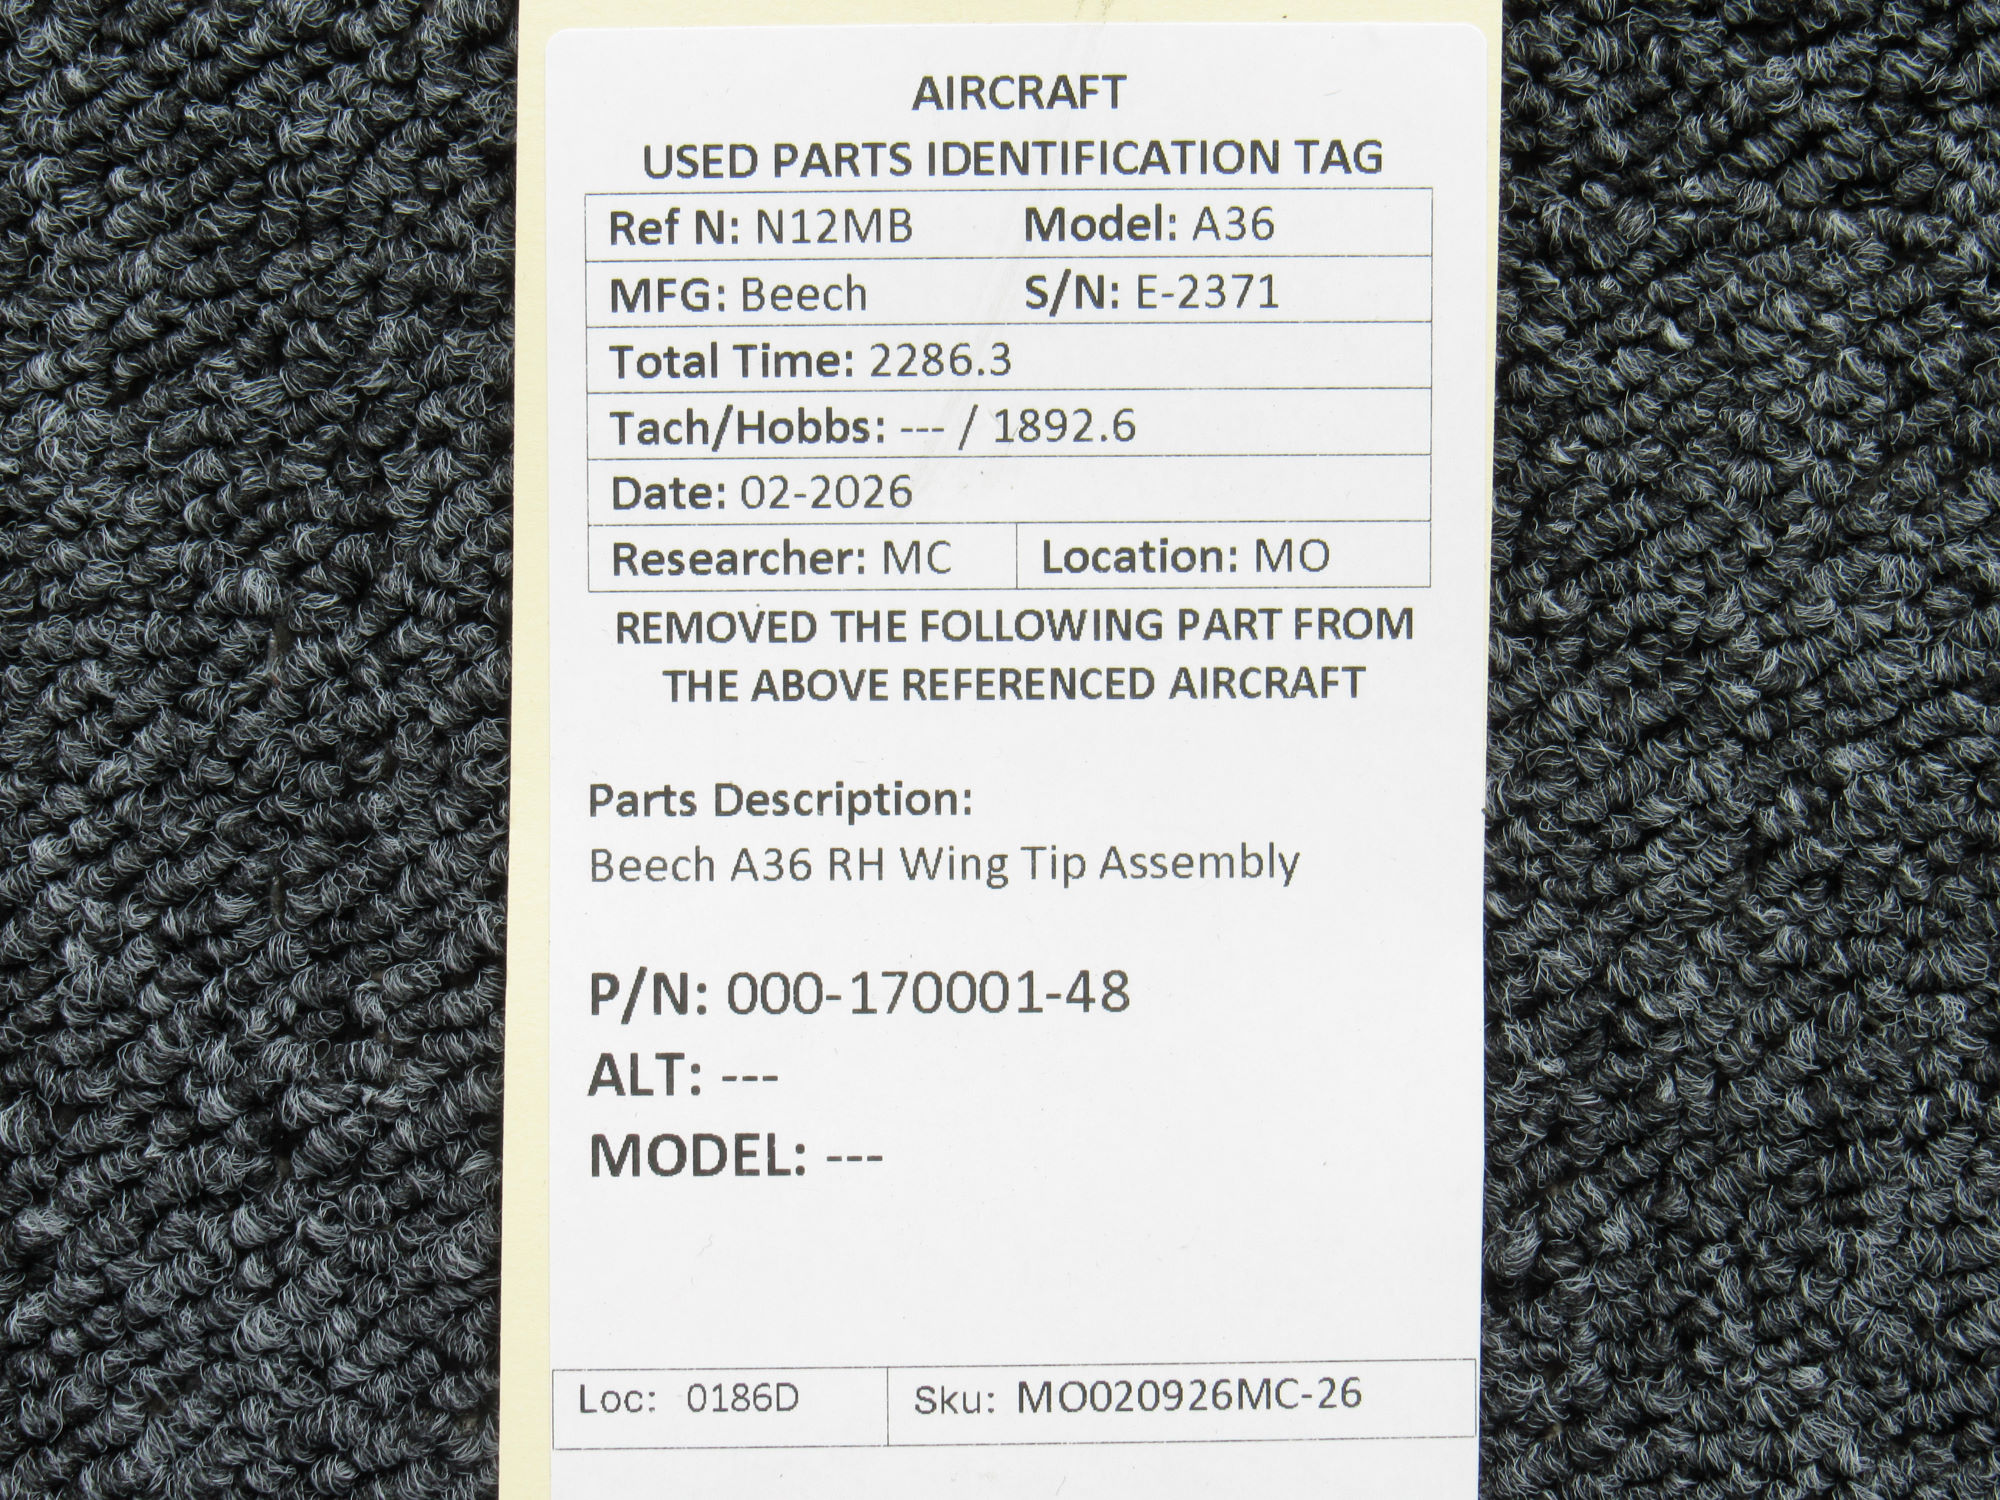 AIRCRAFT
USED PARTS IDENTIFICATION TAG
Ref N: N12MB Model: A36
MFG: Beech S/N: E-2371
Total Time: 2286.3
Tach/Hobbs: --- / 1892.6
Date: 02-2026
Researcher: MC Location: MO
REMOVED THE FOLLOWING PART FROM
THE ABOVE REFERENCED AIRCRAFT
Parts Description:
Beech A36 RH Wing Tip Assembly
P/N: 000-170001-48
ALT: ---
MODEL: ---
Loc: 0186D Sku: MO020926MC-26